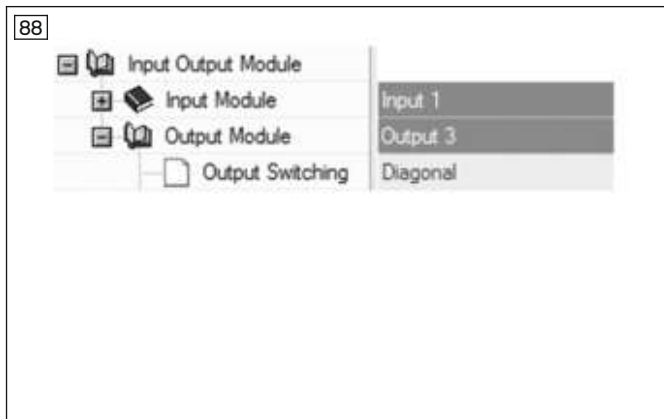 88
Input Output Module
Input Module Input 1
Output Module Output 3
Output Switching Diagonal